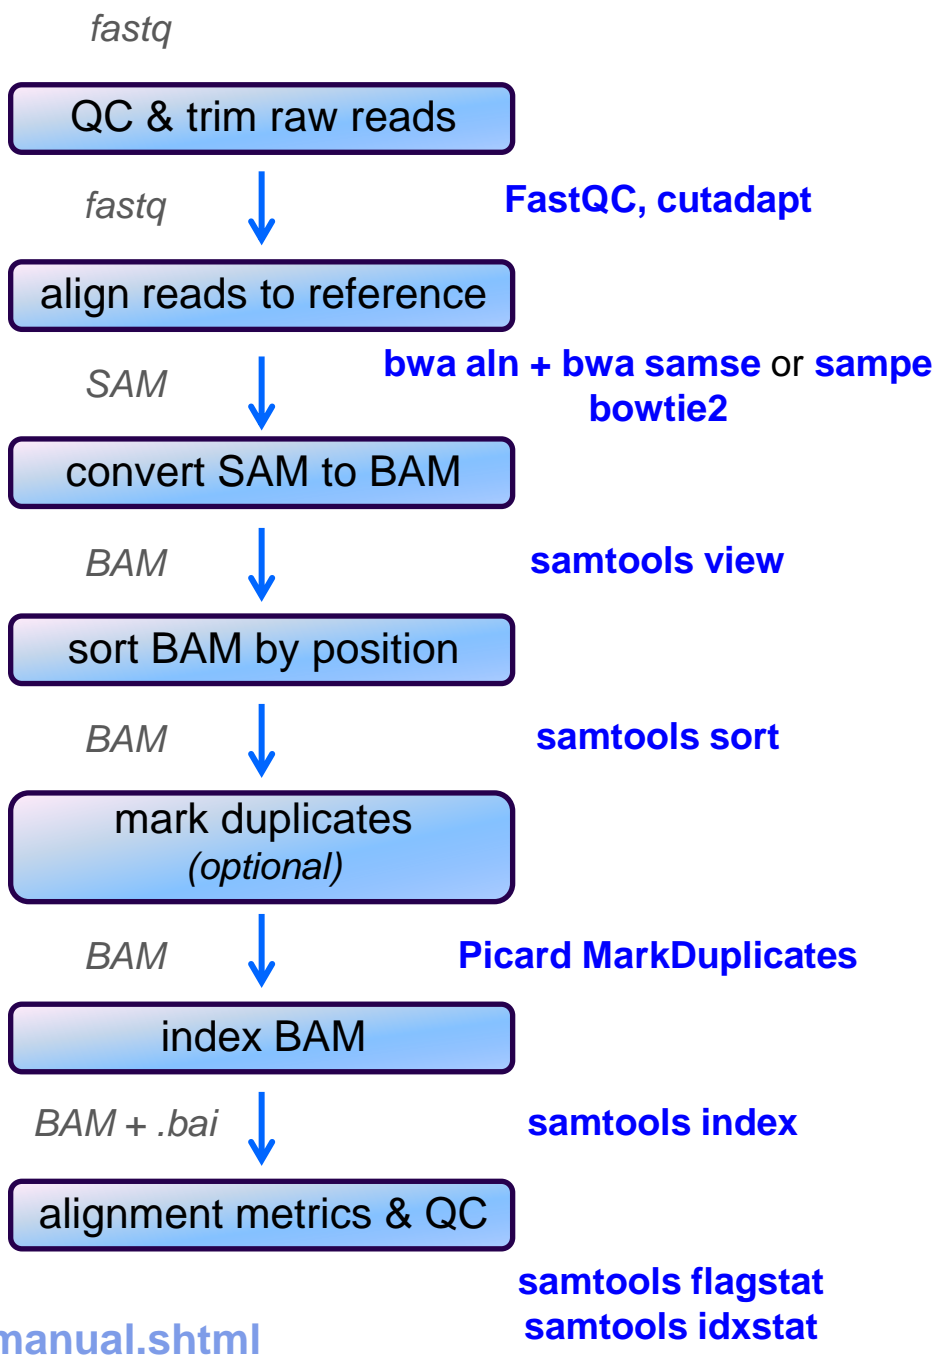 fastq
QC & trim raw reads
fastq
FastQC, cutadapt
align reads to reference
SAM
bwa aln + bwa samse or sampe
bowtie2
convert SAM to BAM
BAM
samtools view
sort BAM by position
BAM
samtools sort
mark duplicates
(optional)
BAM
Picard MarkDuplicates
index BAM
BAM + .bai
samtools index
alignment metrics & QC
samtools flagstat
samtools idxstat
manual.shtml